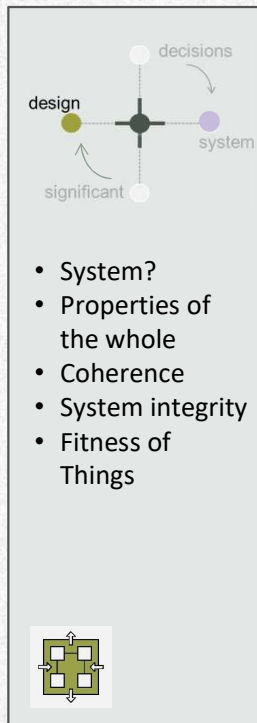 decisions
design
system
significant
• System?
• Properties of
the whole
• Coherence
• System integrity
• Fitness of
Things